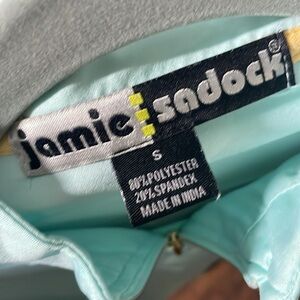 jamie sadock®
S
80% POLYESTER
20% SPANDEX
MADE IN INDIA